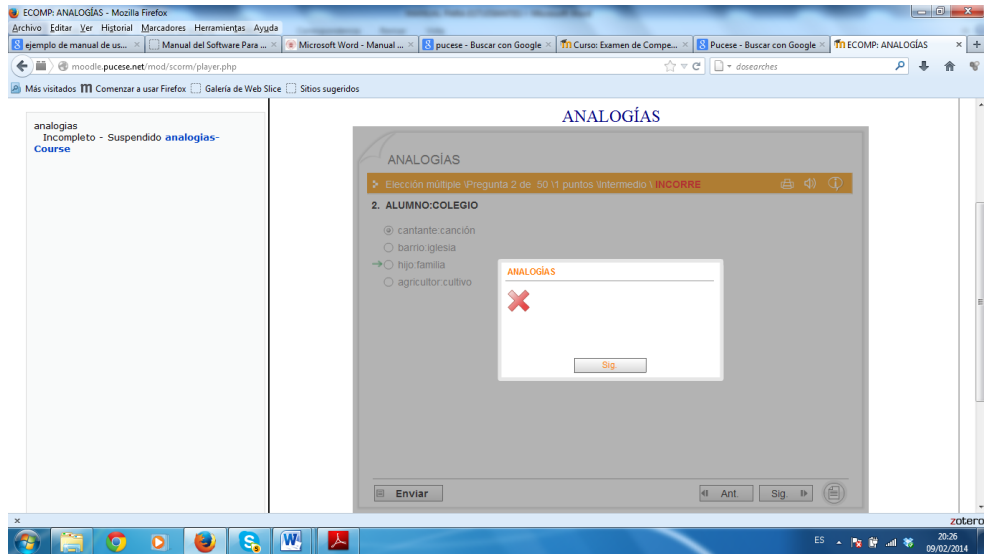 ECOMP: ANALOGÍAS - Mozilla Firefox
Archivo Editar Ver Historial Marcadores Herramientas Ayuda
ejemplo de manual de us... × Manual del Software Para ... × Microsoft Word - Manual ... × pucese - Buscar con Google × Curso: Examen de Compe... × Pucese - Buscar con Google × ECOMP: ANALOGÍAS × +
moodle.pucese.net/mod/scorm/player.php dosearches
Más visitados Comenzar a usar Firefox Galería de Web Slice Sitios sugeridos
ANALOGÍAS
analogias
Incompleto - Suspendido analogias-
Course
ANALOGÍAS
Elección múltiple \Pregunta 2 de 50 \1 puntos \Intermedio \ INCORRE
2. ALUMNO:COLEGIO
cantante:canción
barrio:iglesia
hijo:familia
agricultor:cultivo
ANALOGÍAS
Sig.
Enviar Ant. Sig.
× zotero
ES 20:26
09/02/2014